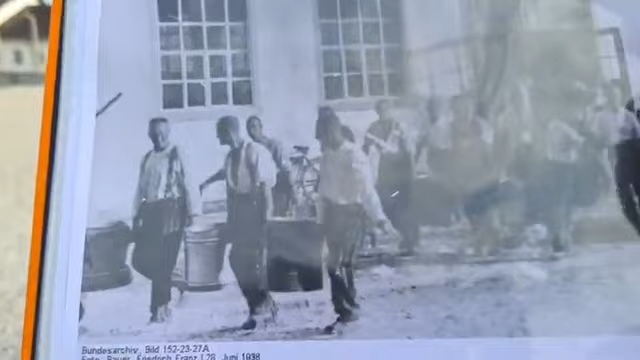 Bundesarchiv, Bild 152-23-27A
Foto: Bauer, Friedrich Franz | 28. Juni 1938